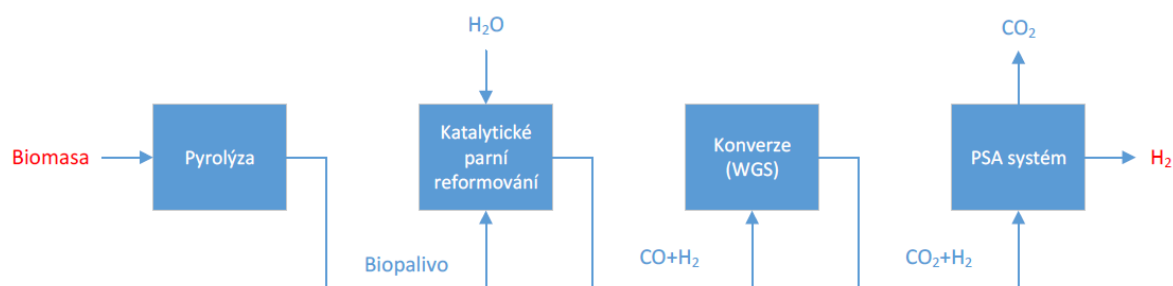 H₂O
CO₂
Biomasa
Pyrolýza
Katalytické
parní
reformování
Konverze
(WGS)
PSA systém
H₂
Biopalivo
CO+H₂
CO₂+H₂